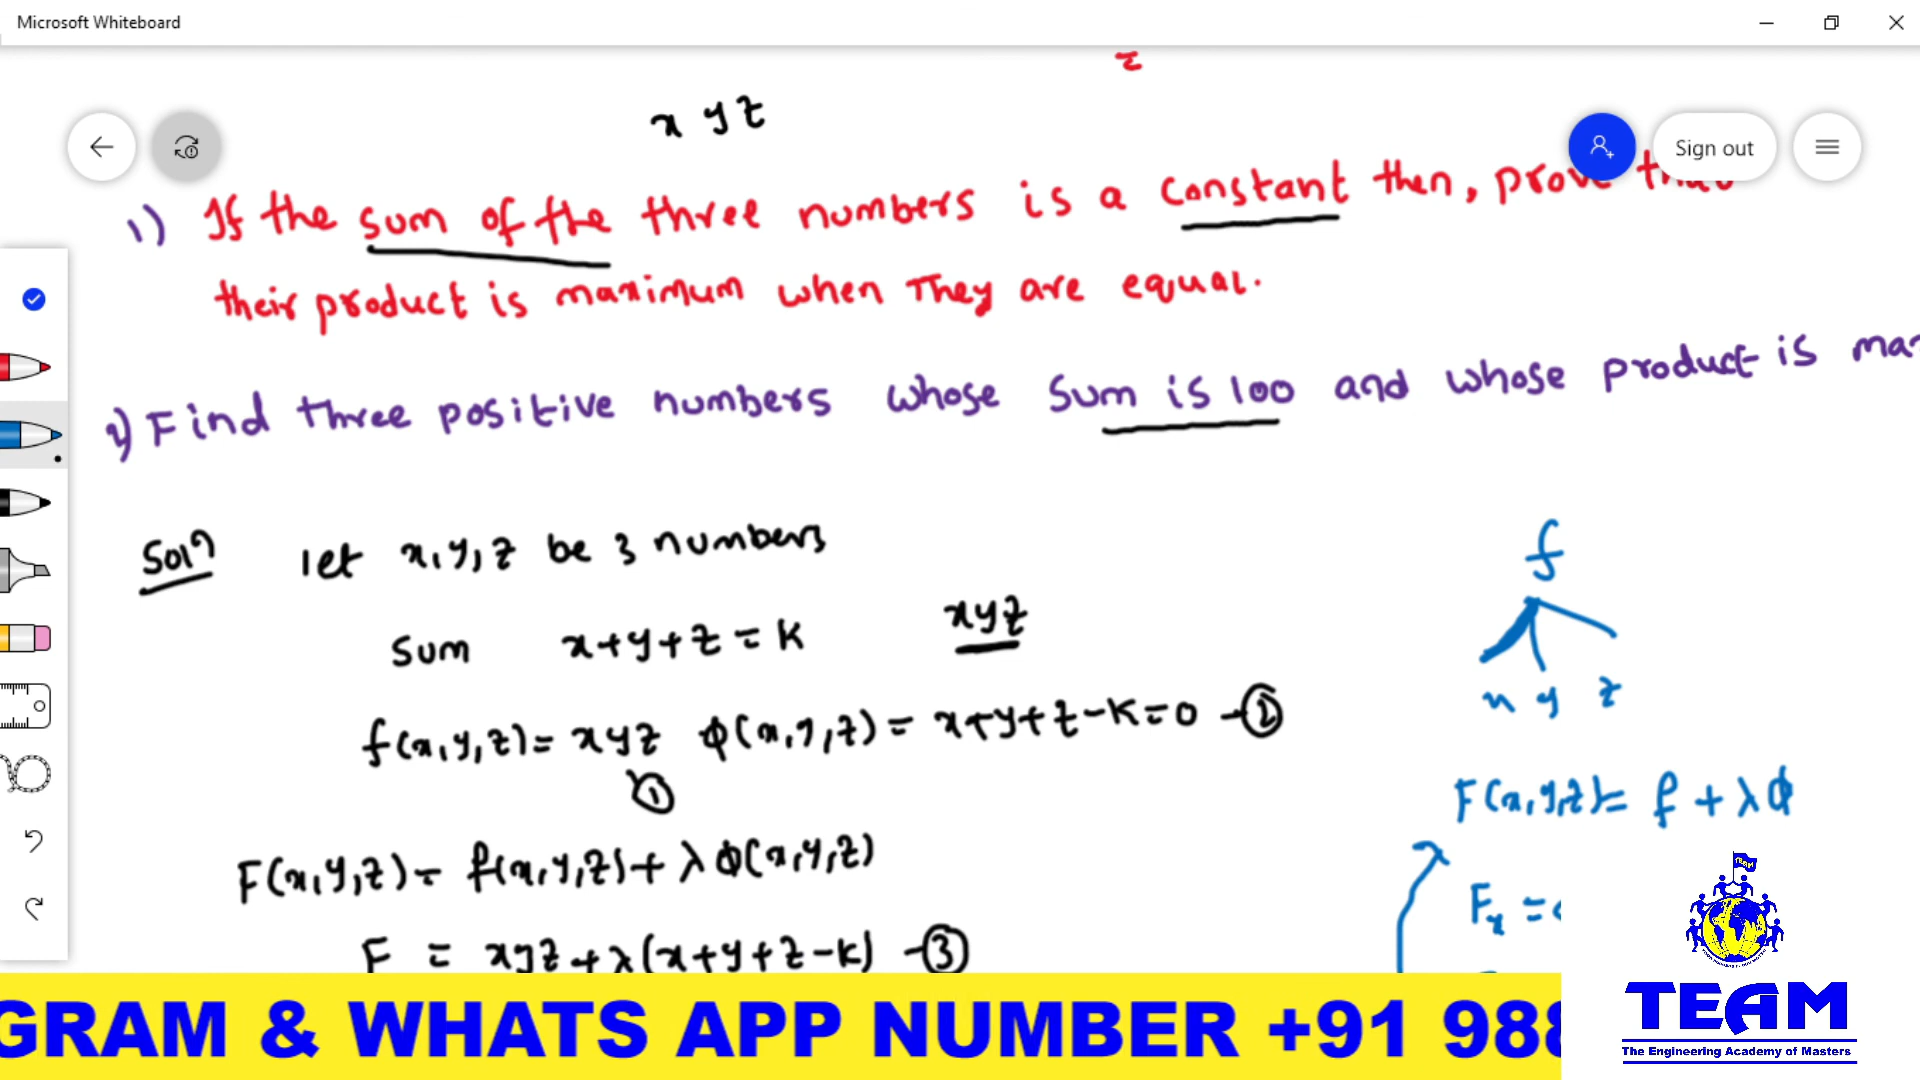 Microsoft Whiteboard
z
x y z
Sign out
1) If the sum of the three numbers is a constant then, prove that
their product is maximum when They are equal.
2) Find three positive numbers whose Sum is 100 and whose product is
Soln let x, y, z be 3 numbers
Sum x+y+z = k xyz
f(x,y,z) = xyz ϕ(x,y,z) = x+y+z-k=0 -②
①
F(x,y,z) = f(x,y,z) + λ ϕ(x,y,z)
F = xyz + λ(x+y+z-k) -③
f
x y z
F(x,y,z) = f + λϕ
GRAM & WHATS APP NUMBER +91 988
TEAM
The Engineering Academy of Masters